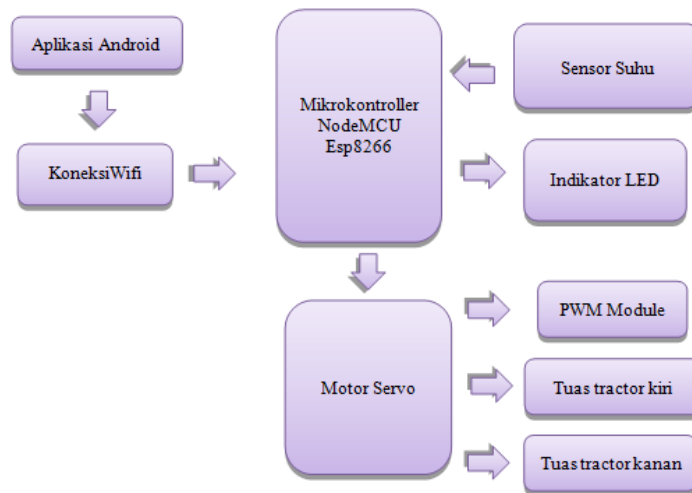 Aplikasi Android
KoneksiWifi
Mikrokontroller
NodeMCU
Esp8266
Sensor Suhu
Indikator LED
Motor Servo
PWM Module
Tuas tractor kiri
Tuas tractor kanan